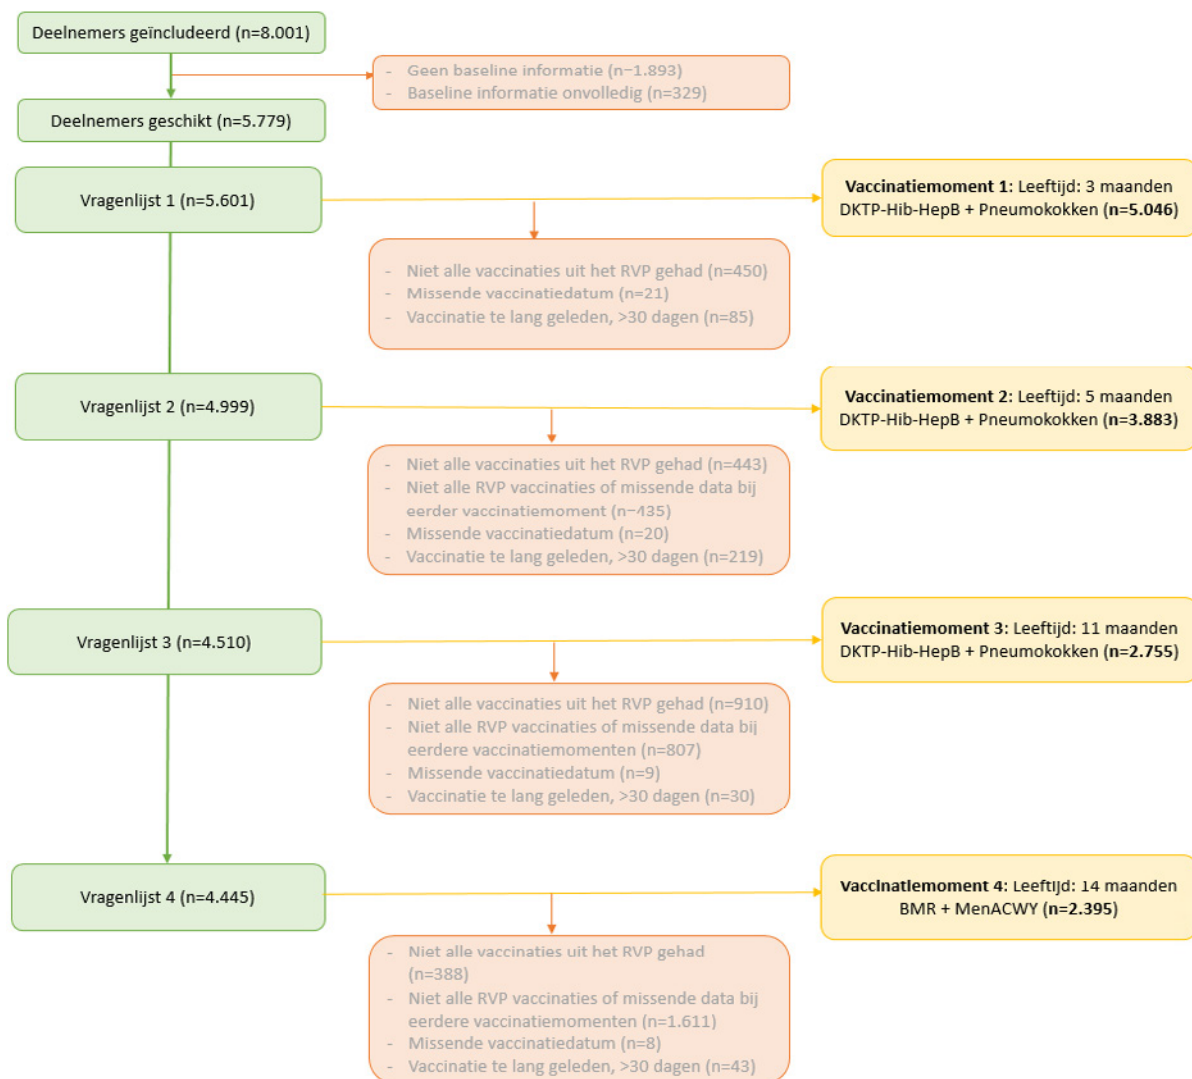 Deelnemers geïncludeerd (n=8.001)
- Geen baseline informatie (n−1.893)
- Baseline informatie onvolledig (n=329)
Deelnemers geschikt (n=5.779)
Vragenlijst 1 (n=5.601)
Vaccinatiemoment 1: Leeftijd: 3 maanden
DKTP-Hib-HepB + Pneumokokken (n=5.046)
- Niet alle vaccinaties uit het RVP gehad (n=450)
- Missende vaccinatiedatum (n=21)
- Vaccinatie te lang geleden, >30 dagen (n=85)
Vragenlijst 2 (n=4.999)
Vaccinatiemoment 2: Leeftijd: 5 maanden
DKTP-Hib-HepB + Pneumokokken (n=3.883)
- Niet alle vaccinaties uit het RVP gehad (n=443)
- Niet alle RVP vaccinaties of missende data bij
eerder vaccinatiemoment (n−435)
- Missende vaccinatiedatum (n=20)
- Vaccinatie te lang geleden, >30 dagen (n=219)
Vragenlijst 3 (n=4.510)
Vaccinatiemoment 3: Leeftijd: 11 maanden
DKTP-Hib-HepB + Pneumokokken (n=2.755)
- Niet alle vaccinaties uit het RVP gehad (n=910)
- Niet alle RVP vaccinaties of missende data bij
eerdere vaccinatiemomenten (n=807)
- Missende vaccinatiedatum (n=9)
- Vaccinatie te lang geleden, >30 dagen (n=30)
Vragenlijst 4 (n=4.445)
Vaccinatiemoment 4: Leeftijd: 14 maanden
BMR + MenACWY (n=2.395)
- Niet alle vaccinaties uit het RVP gehad
(n=388)
- Niet alle RVP vaccinaties of missende data bij
eerdere vaccinatiemomenten (n=1.611)
- Missende vaccinatiedatum (n=8)
- Vaccinatie te lang geleden, >30 dagen (n=43)